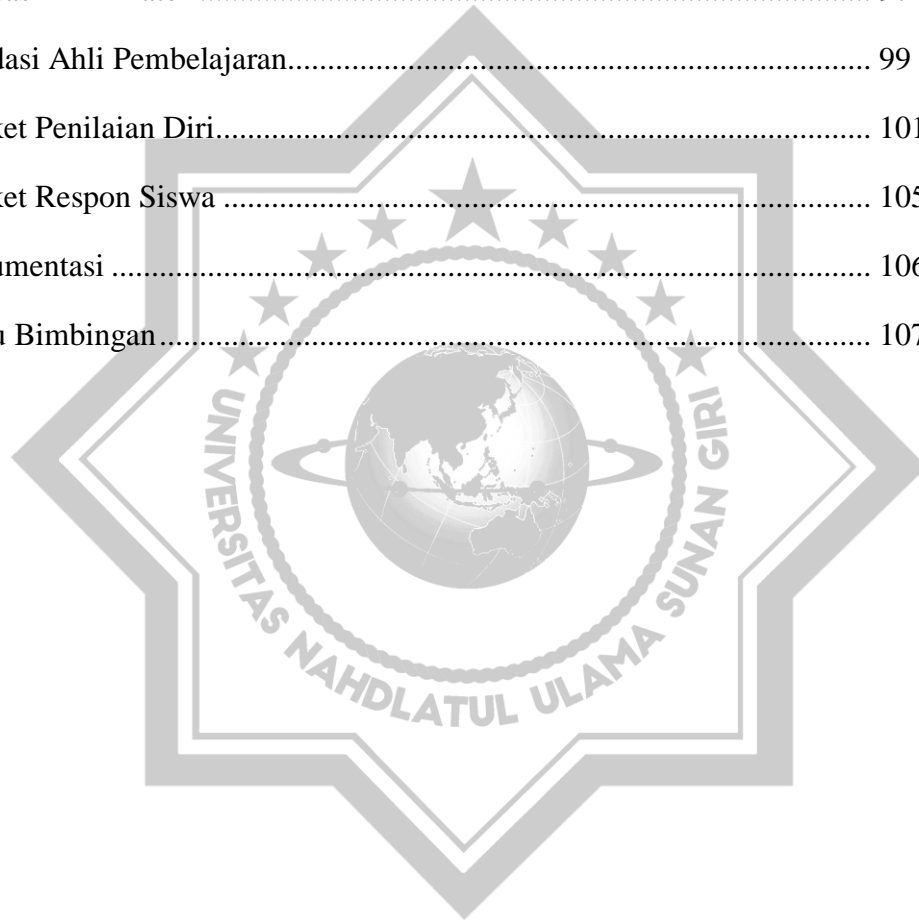 dasi Ahli Pembelajaran........................................................................ 99
ket Penilaian Diri................................................................................. 101
ket Respon Siswa ................................................................................ 105
umentasi .............................................................................................. 106
u Bimbingan........................................................................................ 107
UNIVERSITAS NAHDLATUL ULAMA SUNAN GIRI